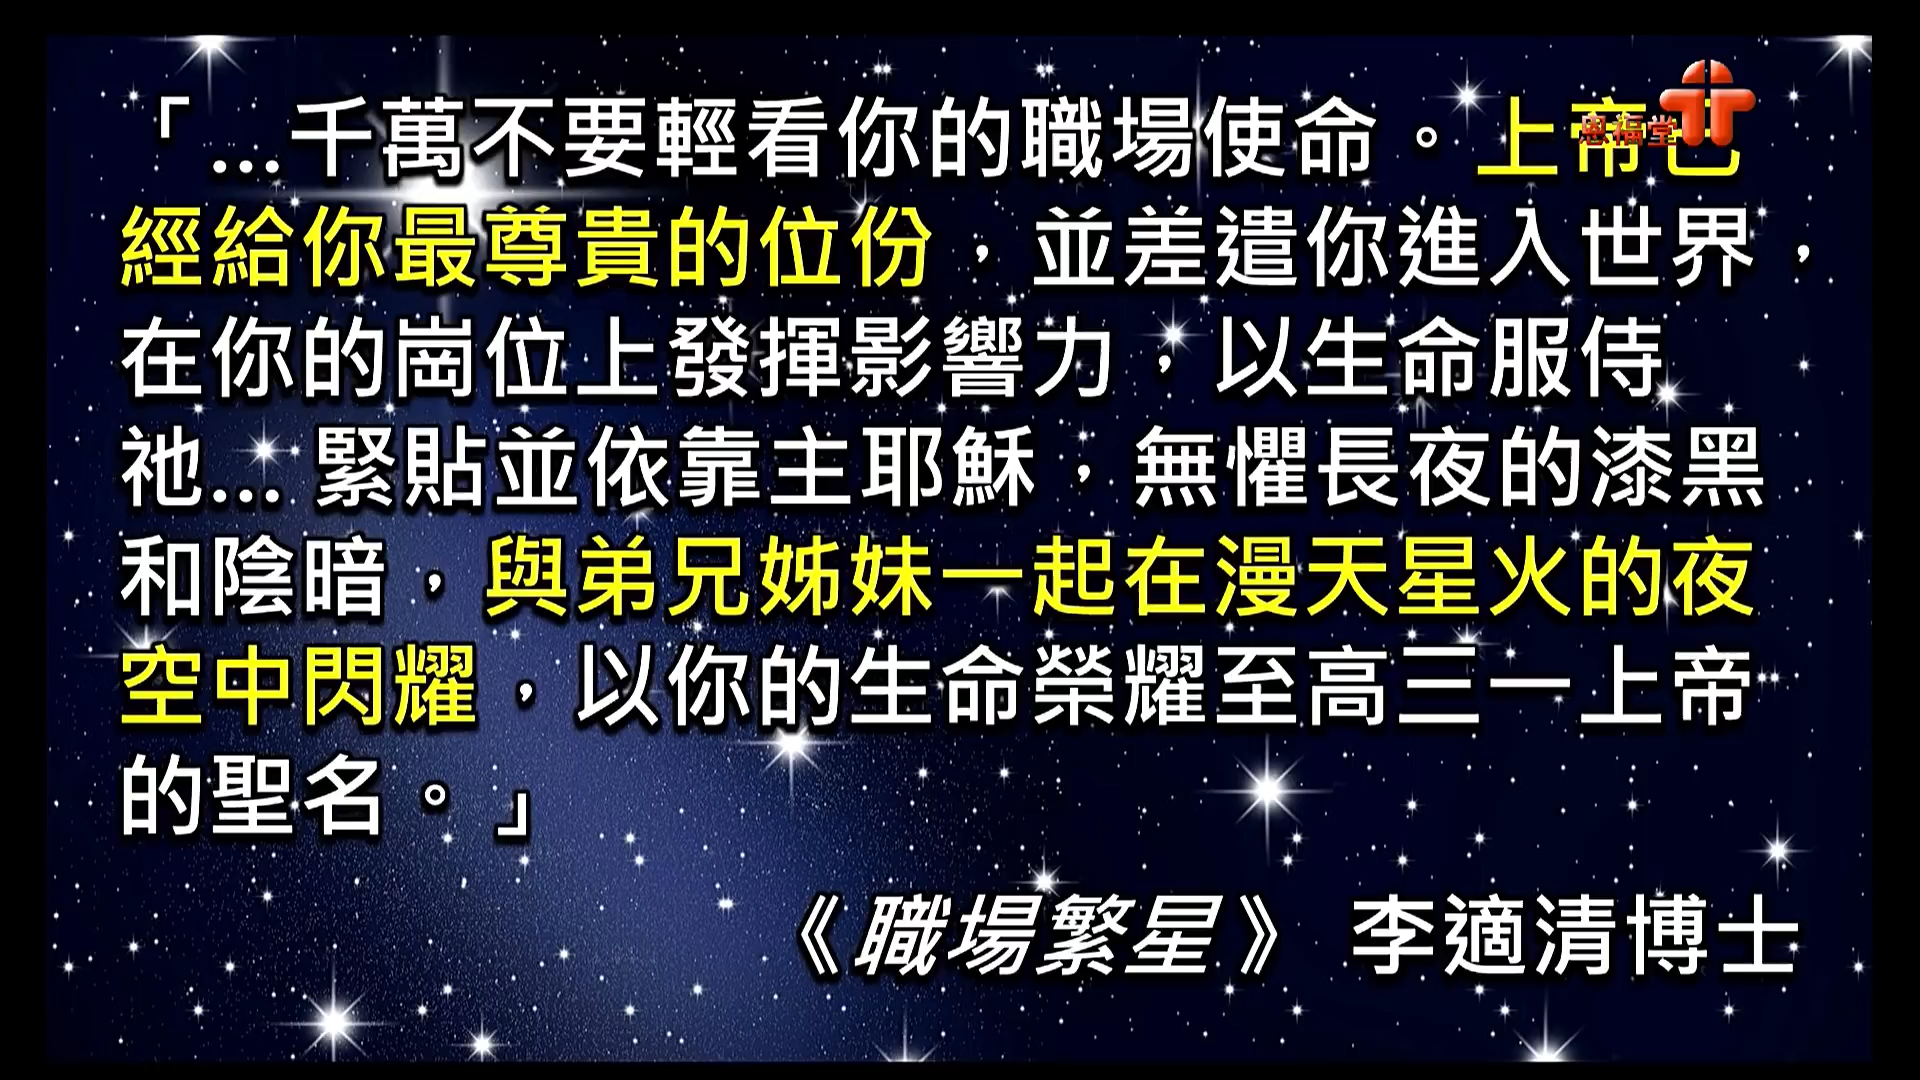 「...千萬不要輕看你的職場使命。上帝已
恩福堂
經給你最尊貴的位份，並差遣你進入世界，
在你的崗位上發揮影響力，以生命服侍
祂... 緊貼並依靠主耶穌，無懼長夜的漆黑
和陰暗，與弟兄姊妹一起在漫天星火的夜
空中閃耀，以你的生命榮耀至高三一上帝
的聖名。」
《職場繁星》 李適清博士